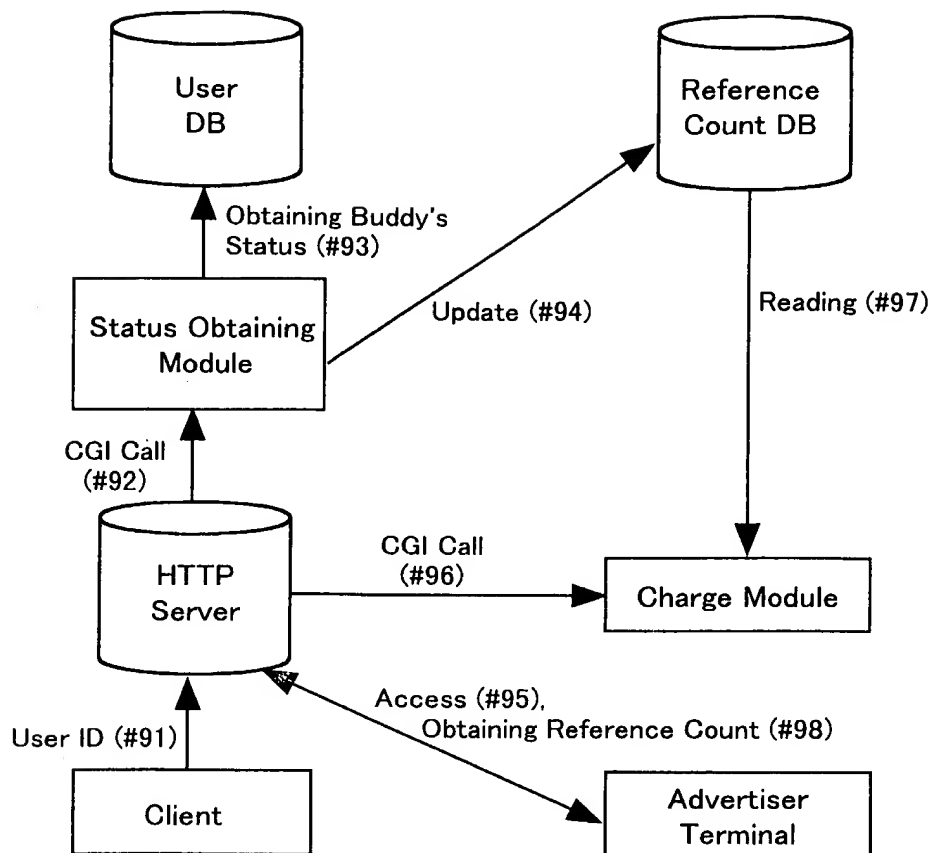 User
DB
Reference
Count DB
Obtaining Buddy's
Status (#93)
Status Obtaining
Module
Update (#94)
Reading (#97)
CGI Call
(#92)
HTTP
Server
CGI Call
(#96)
Charge Module
User ID (#91)
Access (#95),
Obtaining Reference Count (#98)
Client
Advertiser
Terminal